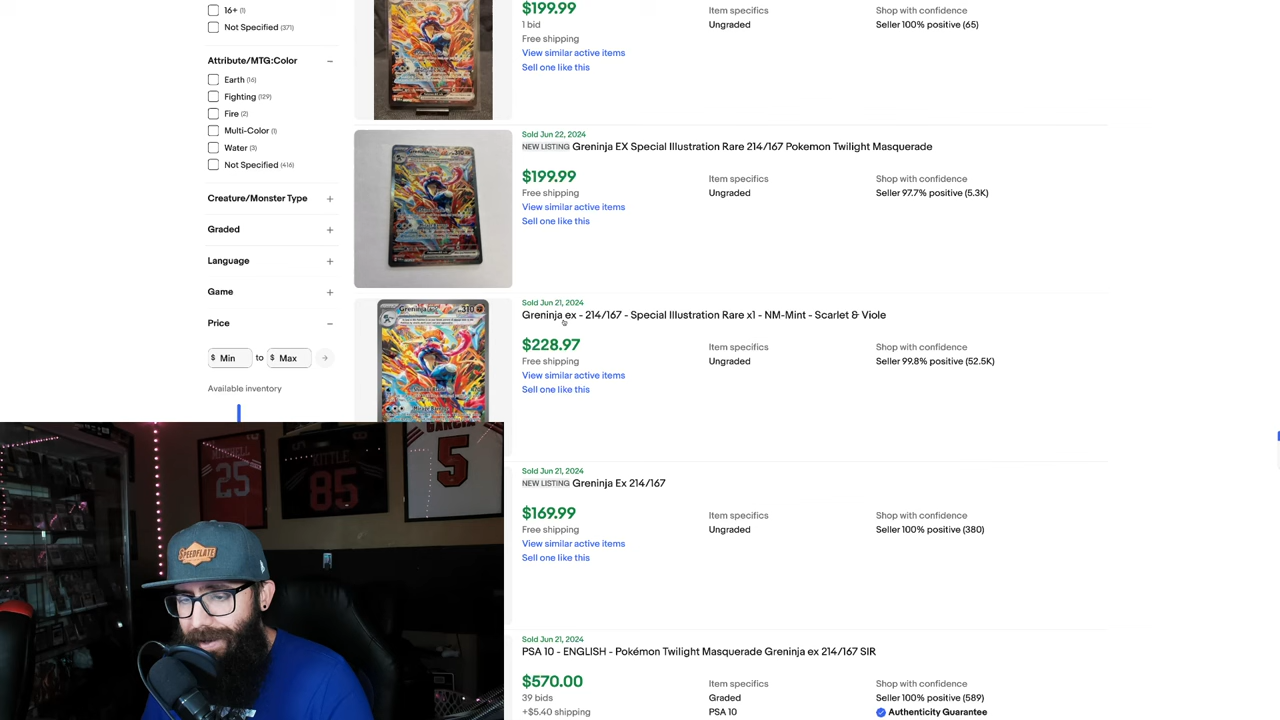 16+ (1)
Not Specified (371)
Attribute/MTG:Color
Earth (16)
Fighting (129)
Fire (2)
Multi-Color (1)
Water (3)
Not Specified (416)
Creature/Monster Type
Graded
Language
Game
Price
$ Min to $ Max
Available inventory
$199.99
1 bid
Free shipping
View similar active items
Sell one like this
Item specifics
Ungraded
Shop with confidence
Seller 100% positive (65)
Sold Jun 22, 2024
NEW LISTING Greninja EX Special Illustration Rare 214/167 Pokemon Twilight Masquerade
$199.99
Free shipping
View similar active items
Sell one like this
Item specifics
Ungraded
Shop with confidence
Seller 97.7% positive (5.3K)
Greninja
310
Sold Jun 21, 2024
Greninja ex - 214/167 - Special Illustration Rare x1 - NM-Mint - Scarlet & Viole
$228.97
Free shipping
View similar active items
Sell one like this
Item specifics
Ungraded
Shop with confidence
Seller 99.8% positive (52.5K)
Sold Jun 21, 2024
NEW LISTING Greninja Ex 214/167
$169.99
Free shipping
View similar active items
Sell one like this
Item specifics
Ungraded
Shop with confidence
Seller 100% positive (380)
Sold Jun 21, 2024
PSA 10 - ENGLISH - Pokémon Twilight Masquerade Greninja ex 214/167 SIR
$570.00
39 bids
+$5.40 shipping
Item specifics
Graded
PSA 10
Shop with confidence
Seller 100% positive (589)
Authenticity Guarantee
MITCHELL
25
KITTLE
85
GARCIA
5
SPEEDFLATE